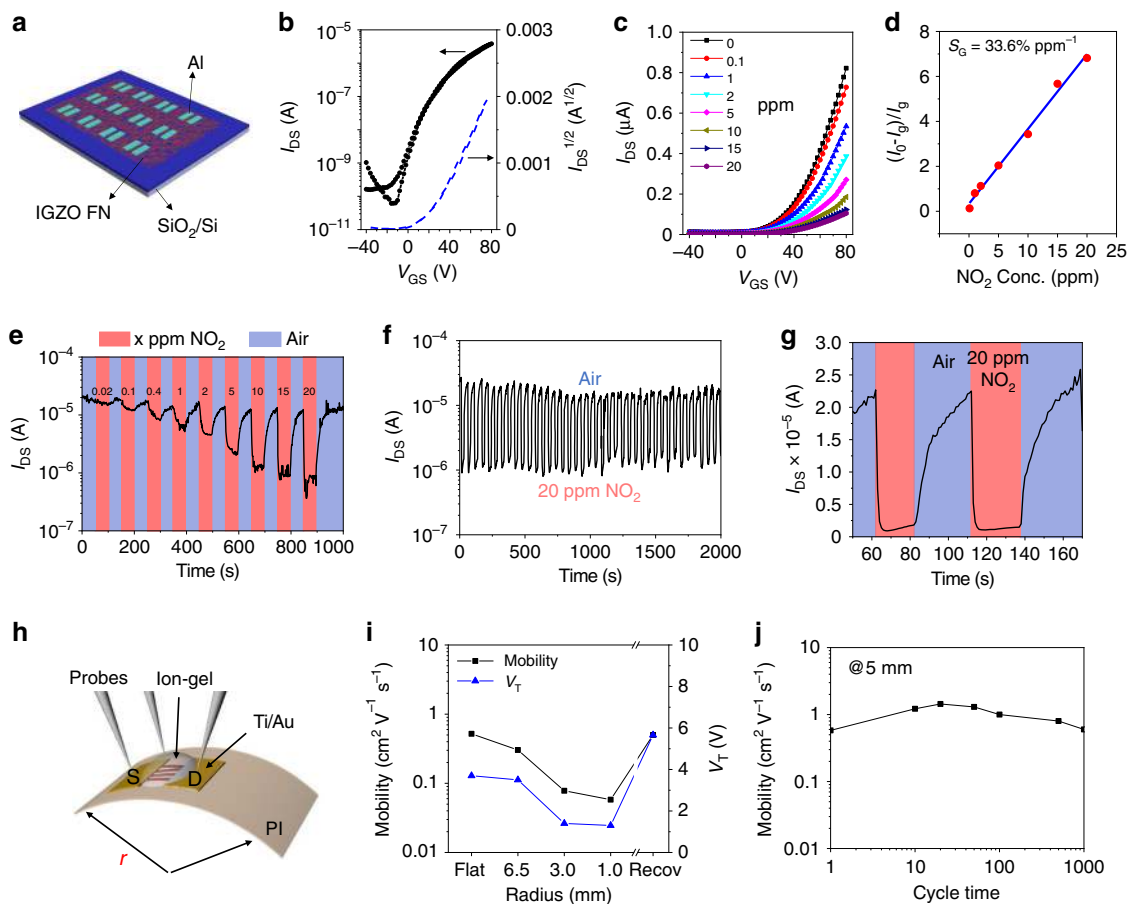 a
Al
IGZO FN
SiO2/Si
b
10−5
10−7
10−9
10−11
IDS (A)
0.003
0.002
0.001
0
IDS1/2 (A1/2)
−40 0 40 80
VGS (V)
c
1.0
0.8
0.6
0.4
0.2
0
IDS (μA)
0
0.1
1
2
5
10
15
20
ppm
−40 0 40 80
VGS (V)
d
SG = 33.6% ppm−1
8
6
4
2
0
(I0- Ig)/Ig
0 5 10 15 20 25
NO2 Conc. (ppm)
e
x ppm NO2 Air
10−4
10−5
10−6
10−7
IDS (A)
0.02 0.1 0.4 1 2 5 10 15 20
0 200 400 600 800 1000
Time (s)
f
10−4
10−5
10−6
10−7
IDS (A)
Air
20 ppm NO2
0 500 1000 1500 2000
Time (s)
g
3.0
2.5
2.0
1.5
1.0
0.5
0
IDS × 10−5 (A)
Air 20 ppm
NO2
60 80 100 120 140 160
Time (s)
h
Probes
Ion-gel
Ti/Au
S
D
PI
r
i
10
1
0.1
0.01
Mobility (cm2 V−1 s−1)
Mobility
VT
10
8
6
4
2
0
VT (V)
Flat 6.5 3.0 1.0 Recov
Radius (mm)
j
@5 mm
10
1
0.1
0.01
Mobility (cm2 V−1 s−1)
1 10 100 1000
Cycle time